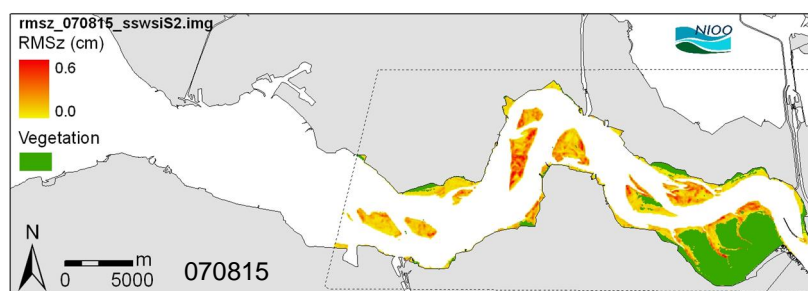 rmsz_070815_sswsiS2.img
RMSz (cm)
0.6
0.0
Vegetation
NIOO
N
m
0 5000
070815